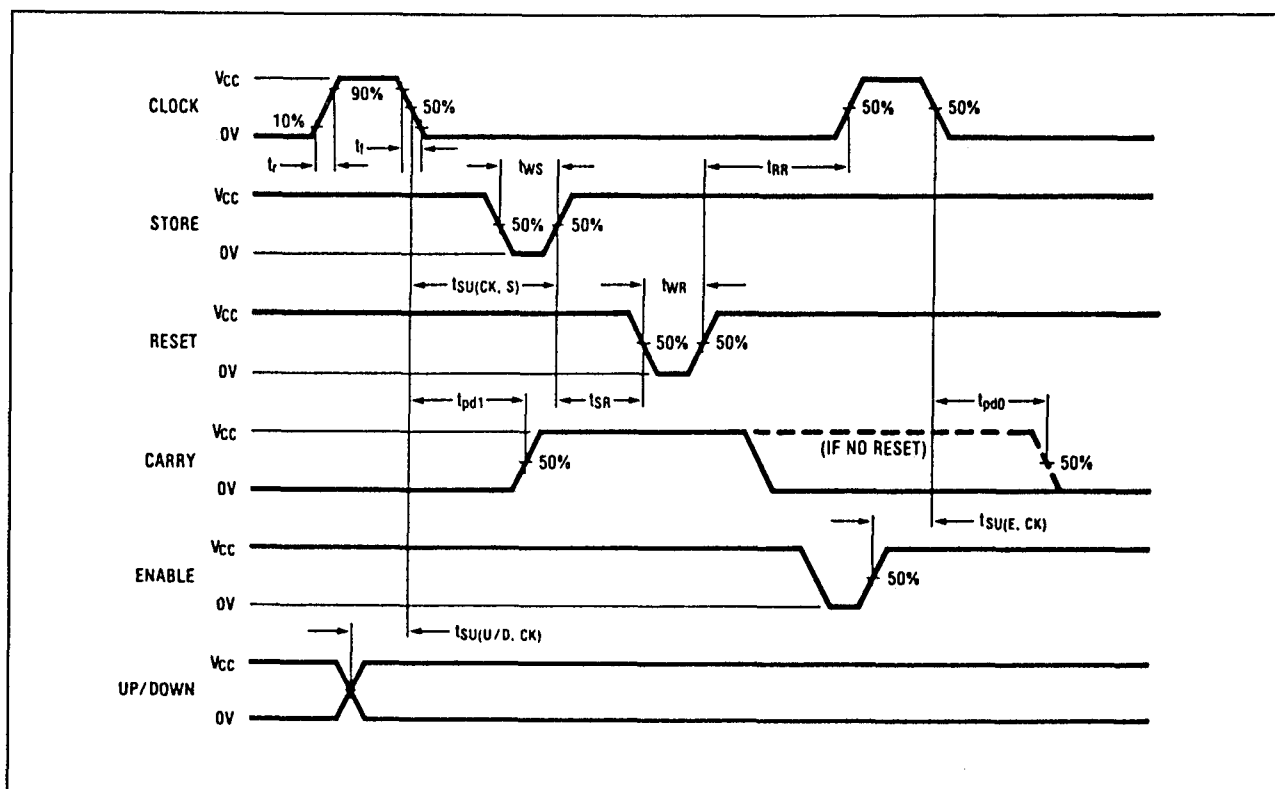 VCC
CLOCK
10%
90%
50%
0V
50%
50%
tr
tf
tWS
tRR
VCC
STORE
50%
50%
0V
tSU(CK, S)
tWR
VCC
RESET
50%
50%
0V
tpd1
tSR
tpd0
VCC
CARRY
50%
(IF NO RESET)
50%
0V
tSU(E, CK)
VCC
ENABLE
50%
0V
tSU(U/D, CK)
VCC
UP/DOWN
0V